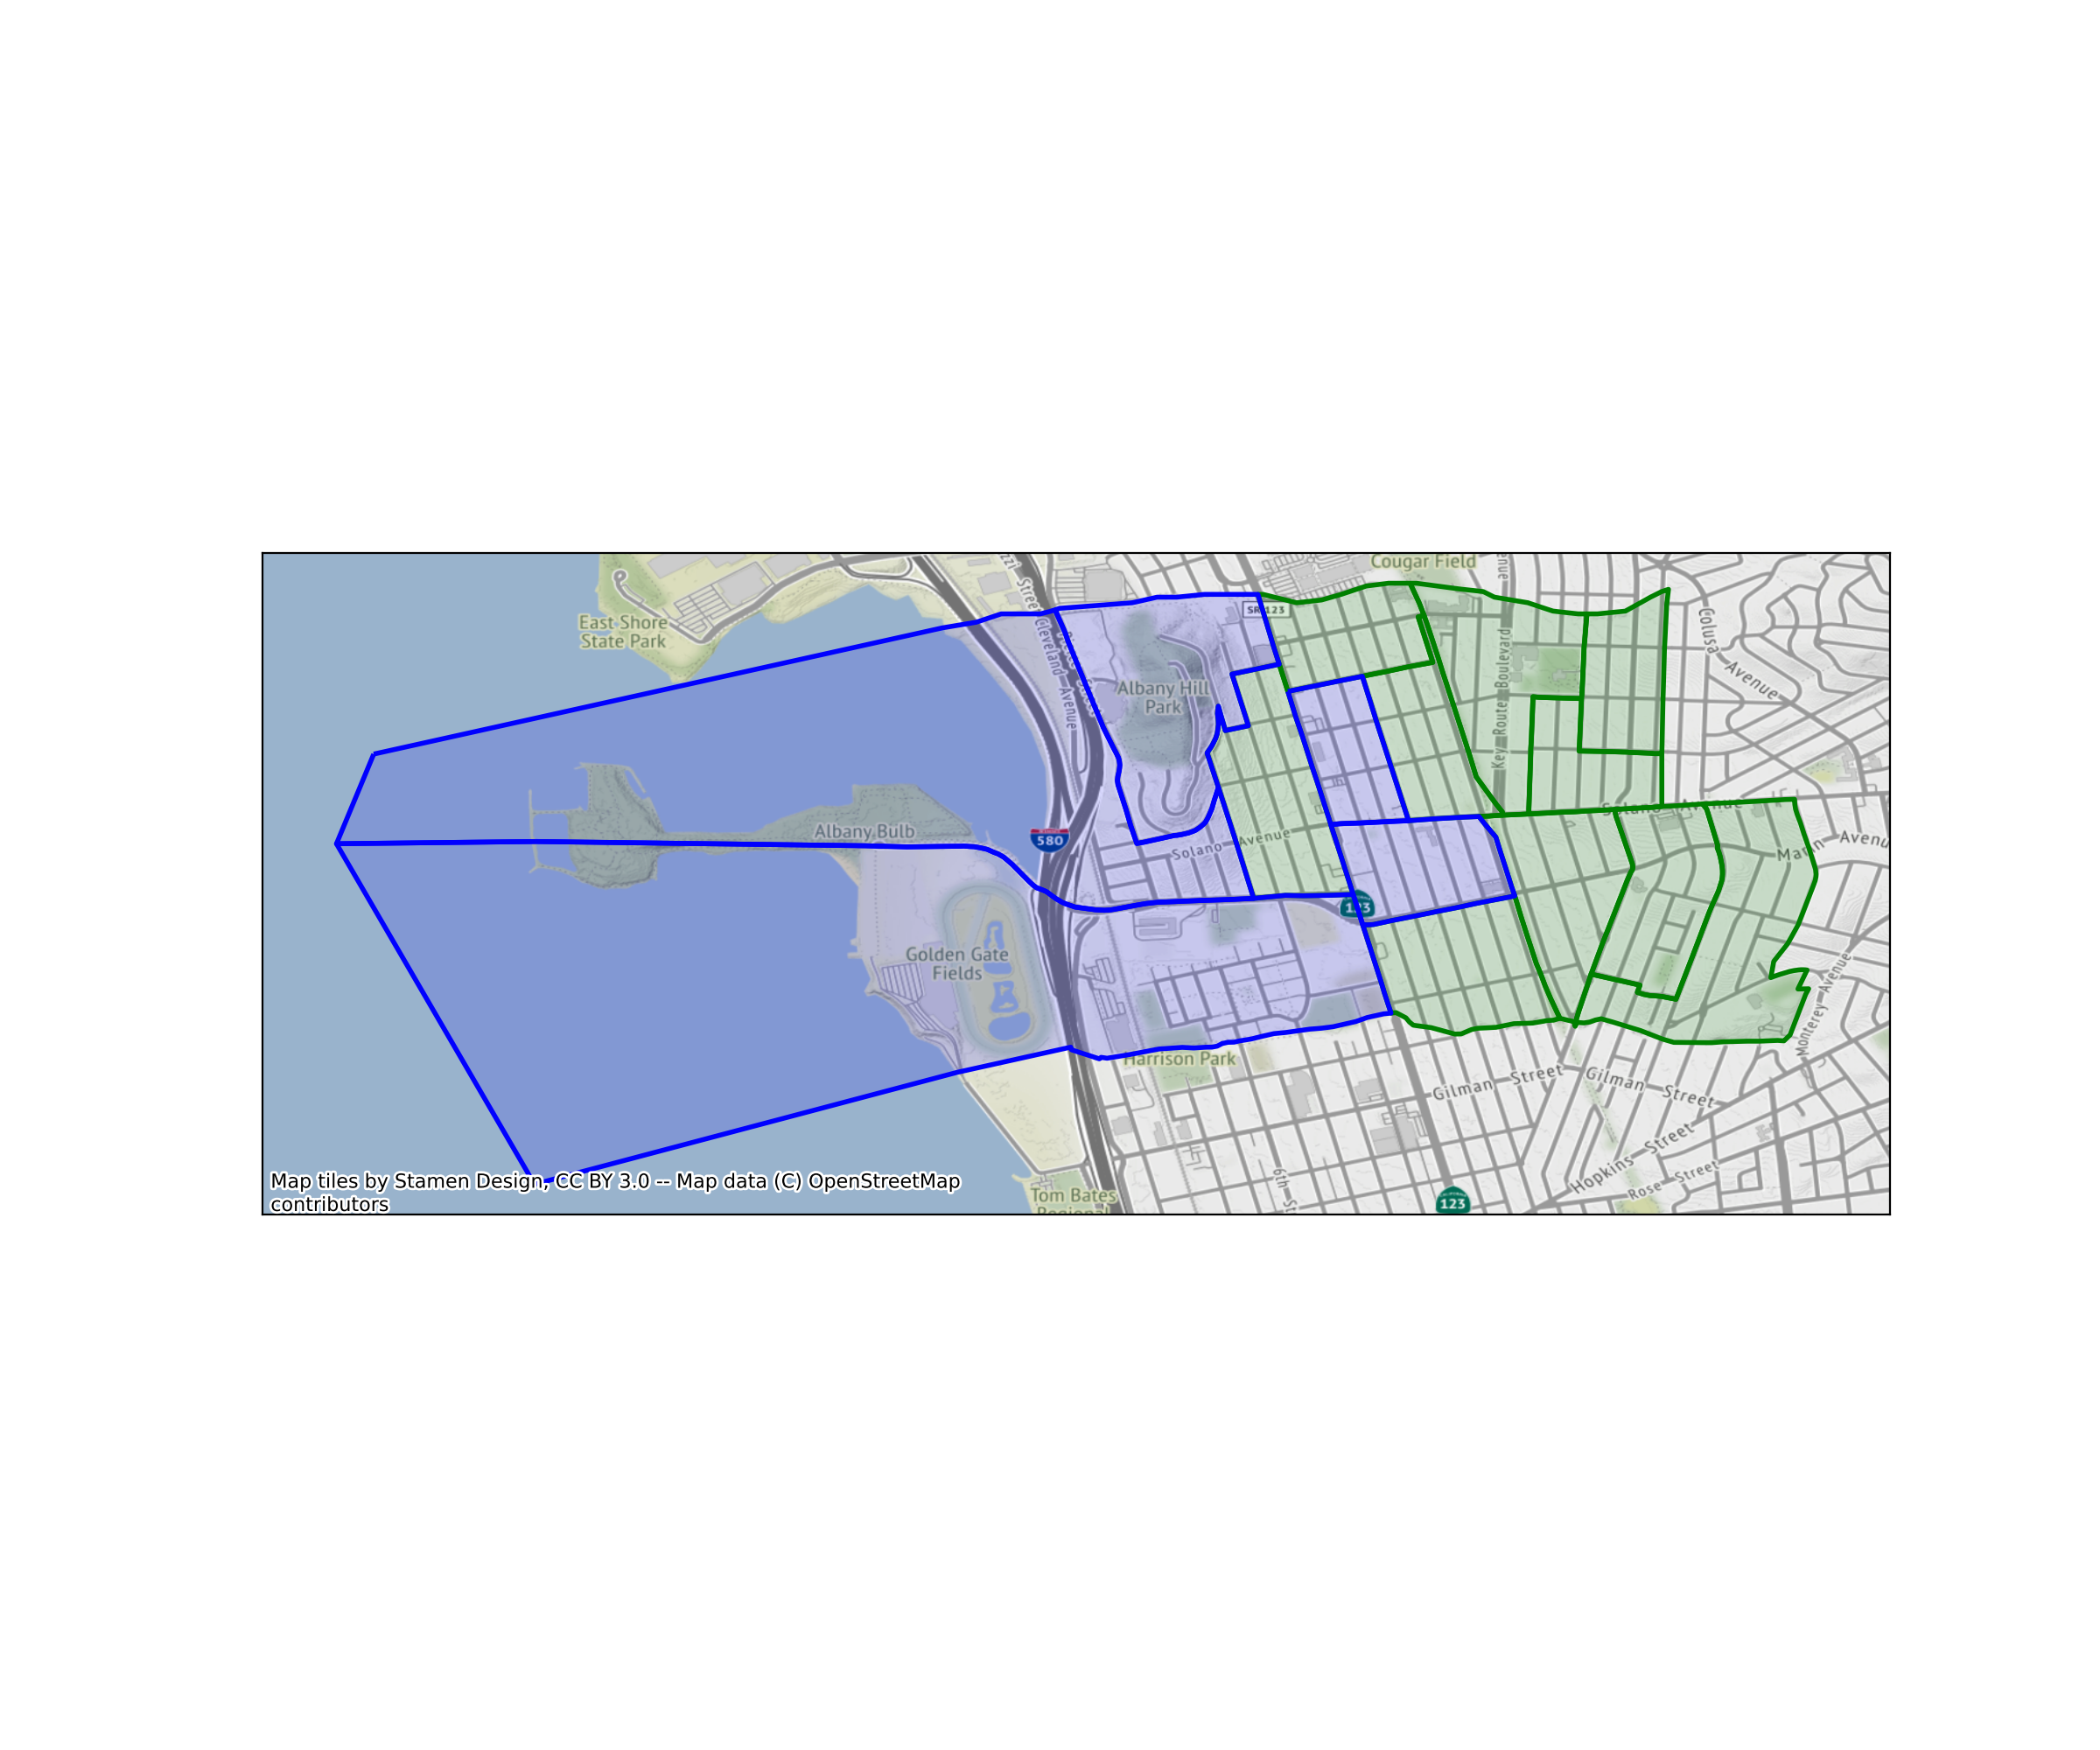 Cougar Field
East Shore
State Park
Street
Cleveland Avenue
SR 123
Key Route Boulevard
Colusa Avenue
Albany Hill
Park
Albany Bulb
580
Solano Avenue
Solano Avenue
Marin Avenu
123
Golden Gate
Fields
Monterey Avenue
Harrison Park
Gilman Street
Gilman Street
Hopkins Street
Rose Street
6th St
123
Tom Bates
Regional
Map tiles by Stamen Design, CC BY 3.0 -- Map data (C) OpenStreetMap
contributors